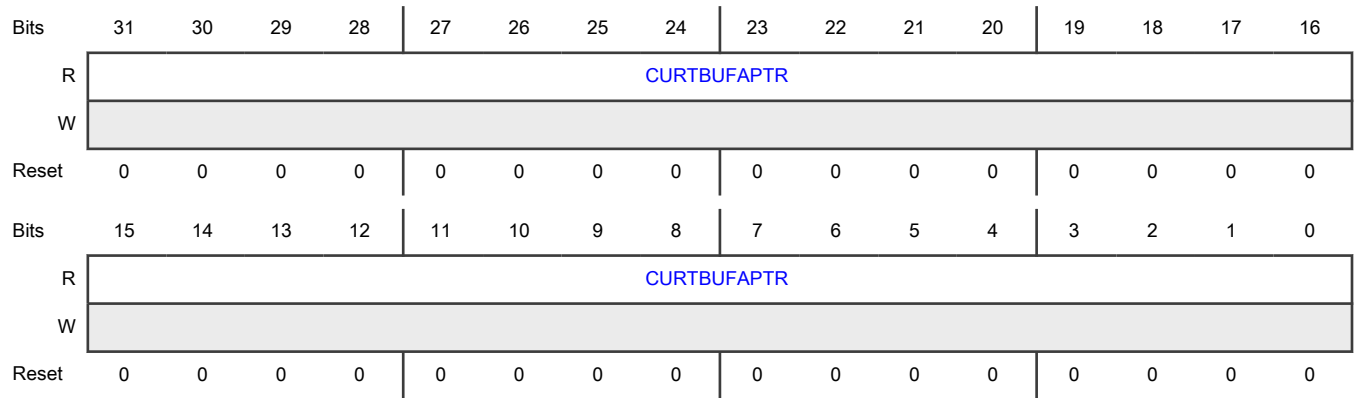 Bits 31 30 29 28 27 26 25 24 23 22 21 20 19 18 17 16
R CURTBUFAPTR
W
Reset 0 0 0 0 0 0 0 0 0 0 0 0 0 0 0 0
Bits 15 14 13 12 11 10 9 8 7 6 5 4 3 2 1 0
R CURTBUFAPTR
W
Reset 0 0 0 0 0 0 0 0 0 0 0 0 0 0 0 0